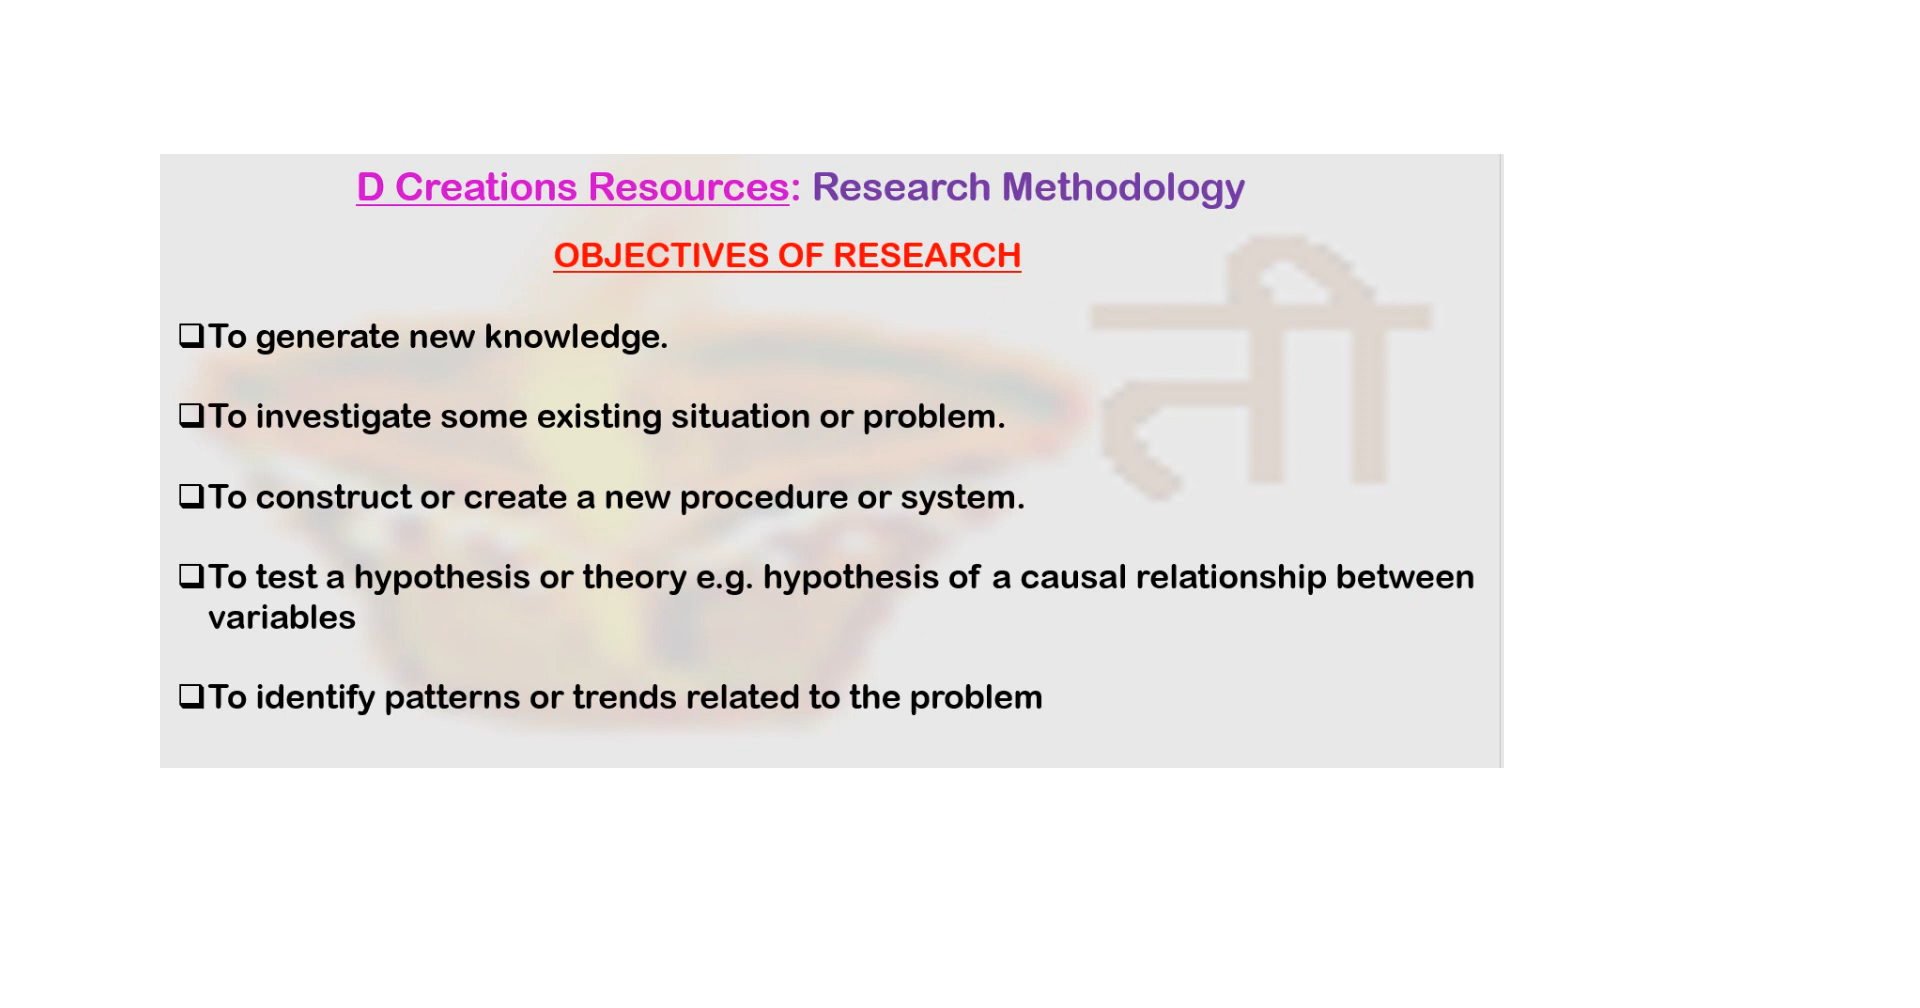 D Creations Resources: Research Methodology
OBJECTIVES OF RESEARCH
❑To generate new knowledge.
❑To investigate some existing situation or problem.
❑To construct or create a new procedure or system.
❑To test a hypothesis or theory e.g. hypothesis of a causal relationship between
variables
❑To identify patterns or trends related to the problem
ती